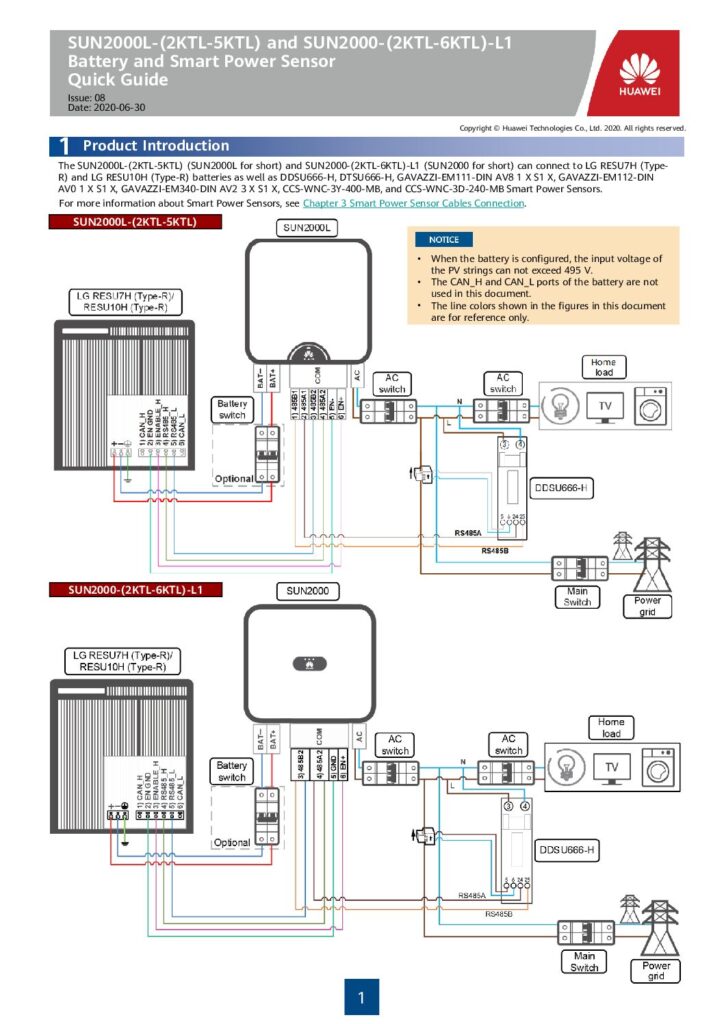 SUN2000L-(2KTL-5KTL) and SUN2000-(2KTL-6KTL)-L1
Battery and Smart Power Sensor
Quick Guide
Issue: 08
Date: 2020-06-30
HUAWEI
Copyright © Huawei Technologies Co., Ltd. 2020. All rights reserved.
1 Product Introduction
The SUN2000L-(2KTL-5KTL) (SUN2000L for short) and SUN2000-(2KTL-6KTL)-L1 (SUN2000 for short) can connect to LG RESU7H (Type-
R) and LG RESU10H (Type-R) batteries as well as DDSU666-H, DTSU666-H, GAVAZZI-EM111-DIN AV8 1 X S1 X, GAVAZZI-EM112-DIN
AV0 1 X S1 X, GAVAZZI-EM340-DIN AV2 3 X S1 X, CCS-WNC-3Y-400-MB, and CCS-WNC-3D-240-MB Smart Power Sensors.
For more information about Smart Power Sensors, see Chapter 3 Smart Power Sensor Cables Connection.
SUN2000L-(2KTL-5KTL)
SUN2000L
NOTICE
• When the battery is configured, the input voltage of
the PV strings can not exceed 495 V.
• The CAN_H and CAN_L ports of the battery are not
used in this document.
• The line colors shown in the figures in this document
are for reference only.
LG RESU7H (Type-R)/
RESU10H (Type-R)
BAT−
BAT+
COM
AC
1) 485B1
2) 485A1
3) 485B2
4) 485A2
5) EN-
6) EN+
Battery
switch
Optional
AC
switch
AC
switch
Home
load
TV
N
L
3 4
DDSU666-H
5 6 24 25
RS485A
RS485B
+ −
1) CAN_H
2) EN GND
3) ENABLE_H
4) RS485_H
5) RS485_L
6) CAN_L
Main
Switch
Power
grid
SUN2000-(2KTL-6KTL)-L1
SUN2000
LG RESU7H (Type-R)/
RESU10H (Type-R)
BAT−
BAT+
COM
AC
3) 485B2
4) 485A2
5) GND
6) EN+
Battery
switch
Optional
AC
switch
AC
switch
Home
load
TV
N
L
3 4
DDSU666-H
RS485A
RS485B
+ −
1) CAN_H
2) EN GND
3) ENABLE_H
4) RS485_H
5) RS485_L
6) CAN_L
Main
Switch
Power
grid
1